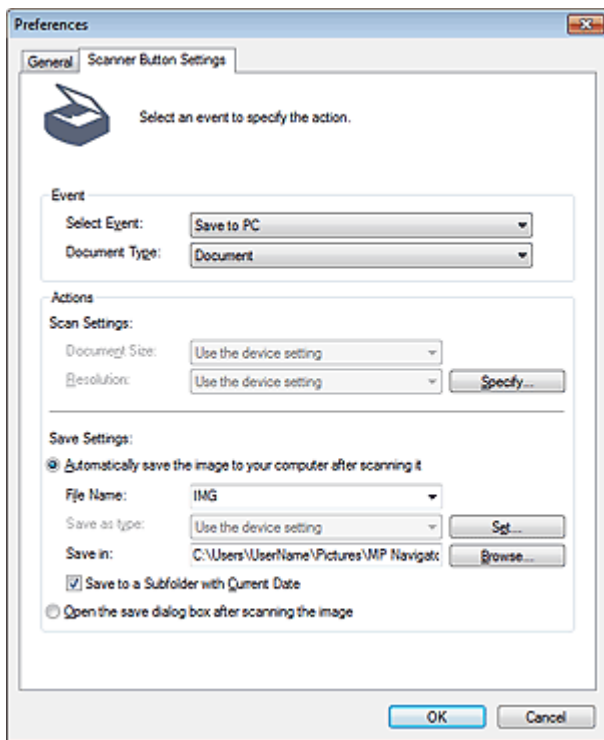 Preferences
General Scanner Button Settings
Select an event to specify the action.
Event
Select Event: Save to PC
Document Type: Document
Actions
Scan Settings:
Document Size: Use the device setting
Resolution: Use the device setting Specify...
Save Settings:
Automatically save the image to your computer after scanning it
File Name: IMG
Save as type: Use the device setting Set...
Save in: C:\Users\UserName\Pictures\MP Navigatc Browse...
Save to a Subfolder with Current Date
Open the save dialog box after scanning the image
OK Cancel